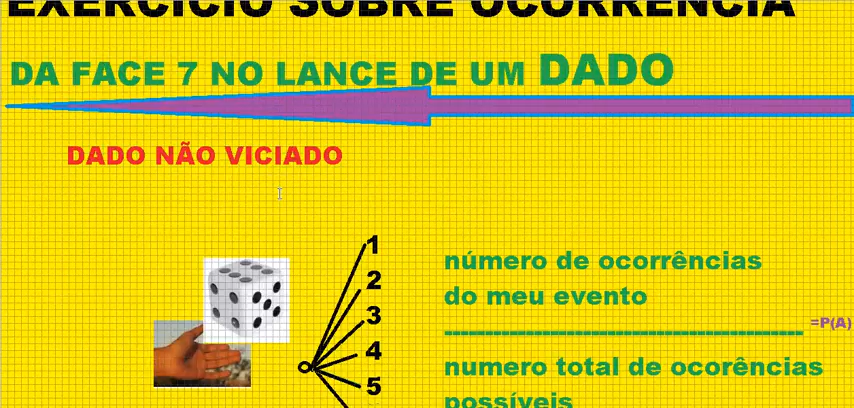 EXERCÍCIO SOBRE OCORRÊNCIA
DA FACE 7 NO LANCE DE UM DADO
DADO NÃO VICIADO
1
2
3
4
5
número de ocorrências
do meu evento
=P(A)
numero total de ocorências
possíveis